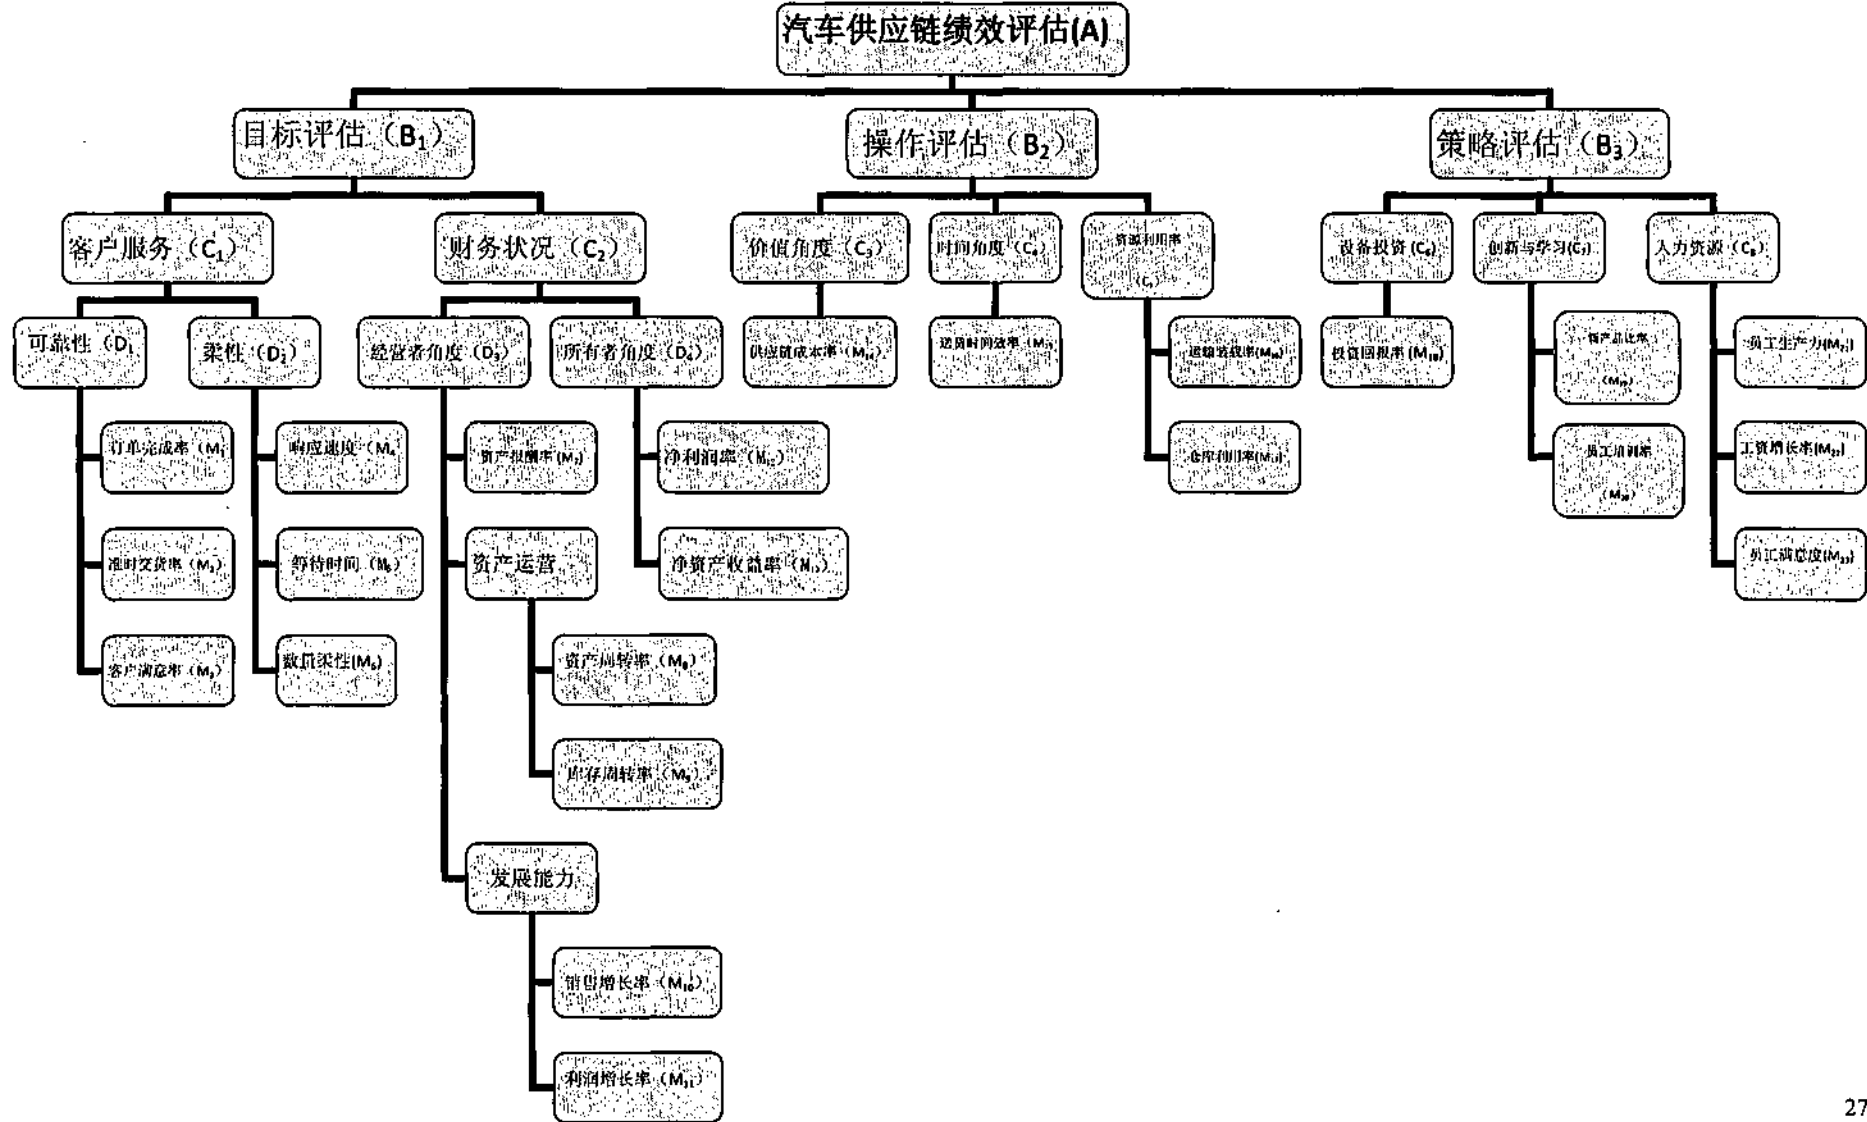 汽车供应链绩效评估(A)
目标评估（B₁）
操作评估（B₂）
策略评估（B₃）
客户服务（C₁）
财务状况（C₂）
价值角度（C₃）
时间角度（C₄）
资源利用率
（C₅）
设备投资(C₆)
创新与学习(C₇)
人力资源（C₈）
可靠性（D₁
柔性（D₂）
经营者角度（D₃）
所有者角度（D₄）
供应链成本率（M₁₄）
送货时间效率（M₁₅
运输装载率(M₁₆)
投资回报率（M₁₈）
新产品比率
（M₁₉）
员工生产力(M₂₁)
订单完成率（M₁
响应速度（M₄
资产报酬率(M₇)
净利润率（M₁₂）
仓库利用率(M₁₇)
员工培训率
（M₂₀）
工资增长率(M₂₂)
准时交货率（M₂）
等待时间（M₅）
资产运营
净资产收益率（M₁₃）
员工满意度(M₂₃)
客户满意率（M₃）
数量柔性(M₆)
资产周转率（M₈）
库存周转率（M₉）
发展能力
销售增长率（M₁₀）
利润增长率（M₁₁）
27